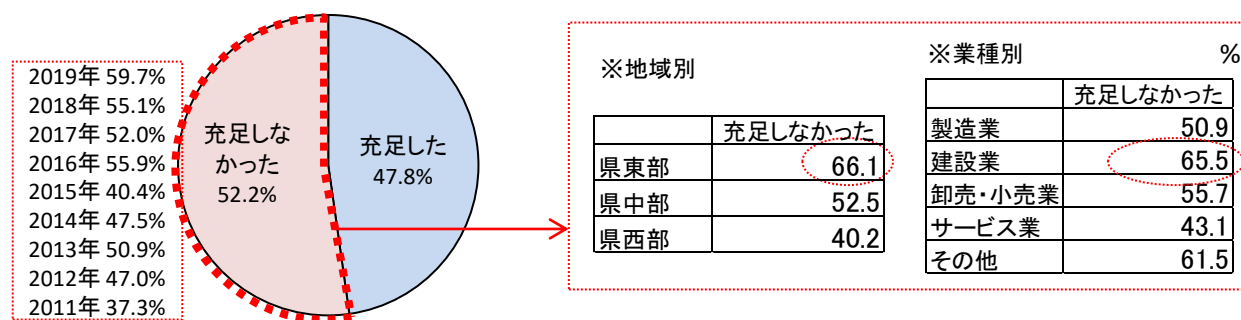 2019年 59.7%
2018年 55.1%
2017年 52.0%
2016年 55.9%
2015年 40.4%
2014年 47.5%
2013年 50.9%
2012年 47.0%
2011年 37.3%
充足しな
かった
52.2%
充足した
47.8%
※地域別
充足しなかった
県東部 66.1
県中部 52.5
県西部 40.2
※業種別 %
充足しなかった
製造業 50.9
建設業 65.5
卸売・小売業 55.7
サービス業 43.1
その他 61.5